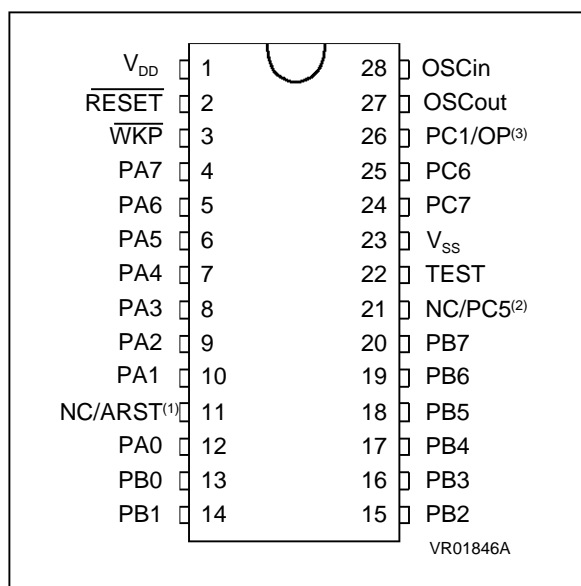 V_DD 1 28 OSCin
RESET 2 27 OSCout
WKP 3 26 PC1/OP(3)
PA7 4 25 PC6
PA6 5 24 PC7
PA5 6 23 V_SS
PA4 7 22 TEST
PA3 8 21 NC/PC5(2)
PA2 9 20 PB7
PA1 10 19 PB6
NC/ARST(1) 11 18 PB5
PA0 12 17 PB4
PB0 13 16 PB3
PB1 14 15 PB2
VR01846A